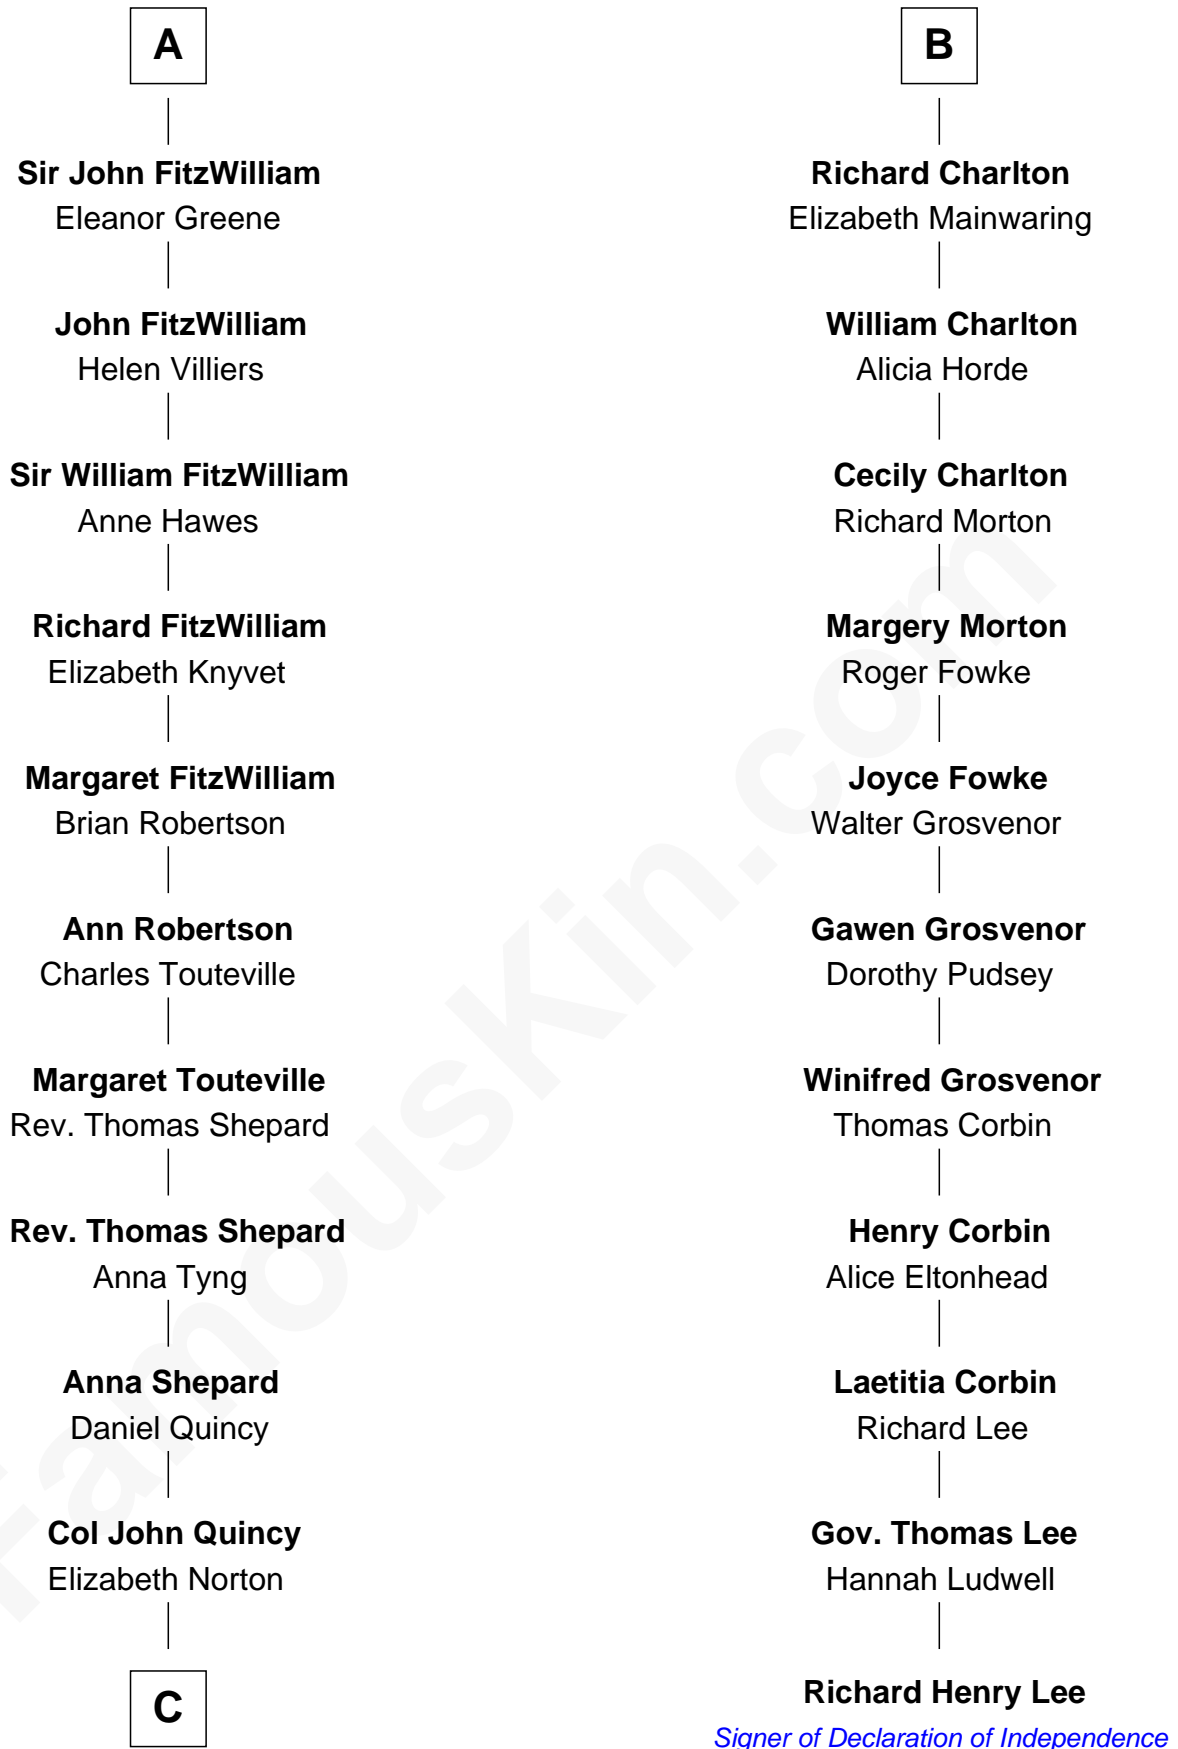 A
Sir John FitzWilliam
Eleanor Greene
John FitzWilliam
Helen Villiers
Sir William FitzWilliam
Anne Hawes
Richard FitzWilliam
Elizabeth Knyvet
Margaret FitzWilliam
Brian Robertson
Ann Robertson
Charles Touteville
Margaret Touteville
Rev. Thomas Shepard
Rev. Thomas Shepard
Anna Tyng
Anna Shepard
Daniel Quincy
Col John Quincy
Elizabeth Norton
C
B
Richard Charlton
Elizabeth Mainwaring
William Charlton
Alicia Horde
Cecily Charlton
Richard Morton
Margery Morton
Roger Fowke
Joyce Fowke
Walter Grosvenor
Gawen Grosvenor
Dorothy Pudsey
Winifred Grosvenor
Thomas Corbin
Henry Corbin
Alice Eltonhead
Laetitia Corbin
Richard Lee
Gov. Thomas Lee
Hannah Ludwell
Richard Henry Lee
Signer of Declaration of Independence
FamousKin.com